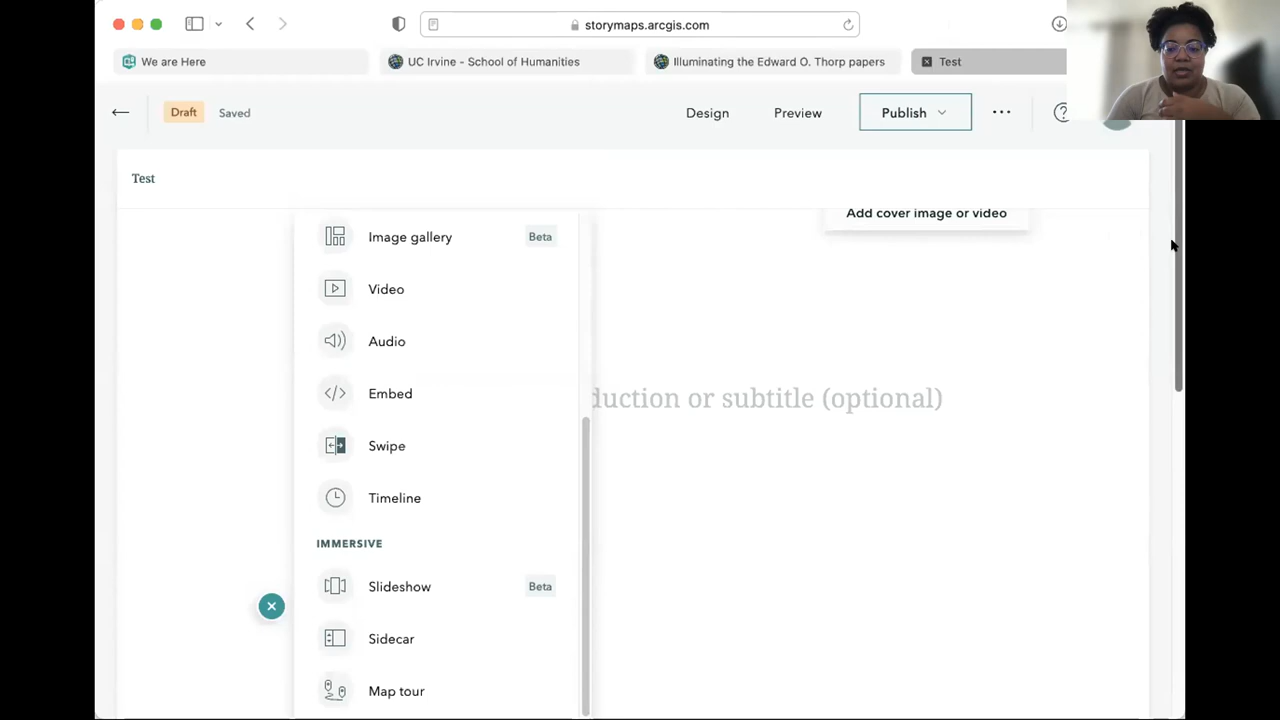 storymaps.arcgis.com
We are Here
UC Irvine - School of Humanities
Illuminating the Edward O. Thorp papers
Test
Draft
Saved
Design
Preview
Publish
Test
Add cover image or video
Image gallery
Beta
Video
Audio
Embed
duction or subtitle (optional)
Swipe
Timeline
IMMERSIVE
Slideshow
Beta
Sidecar
Map tour